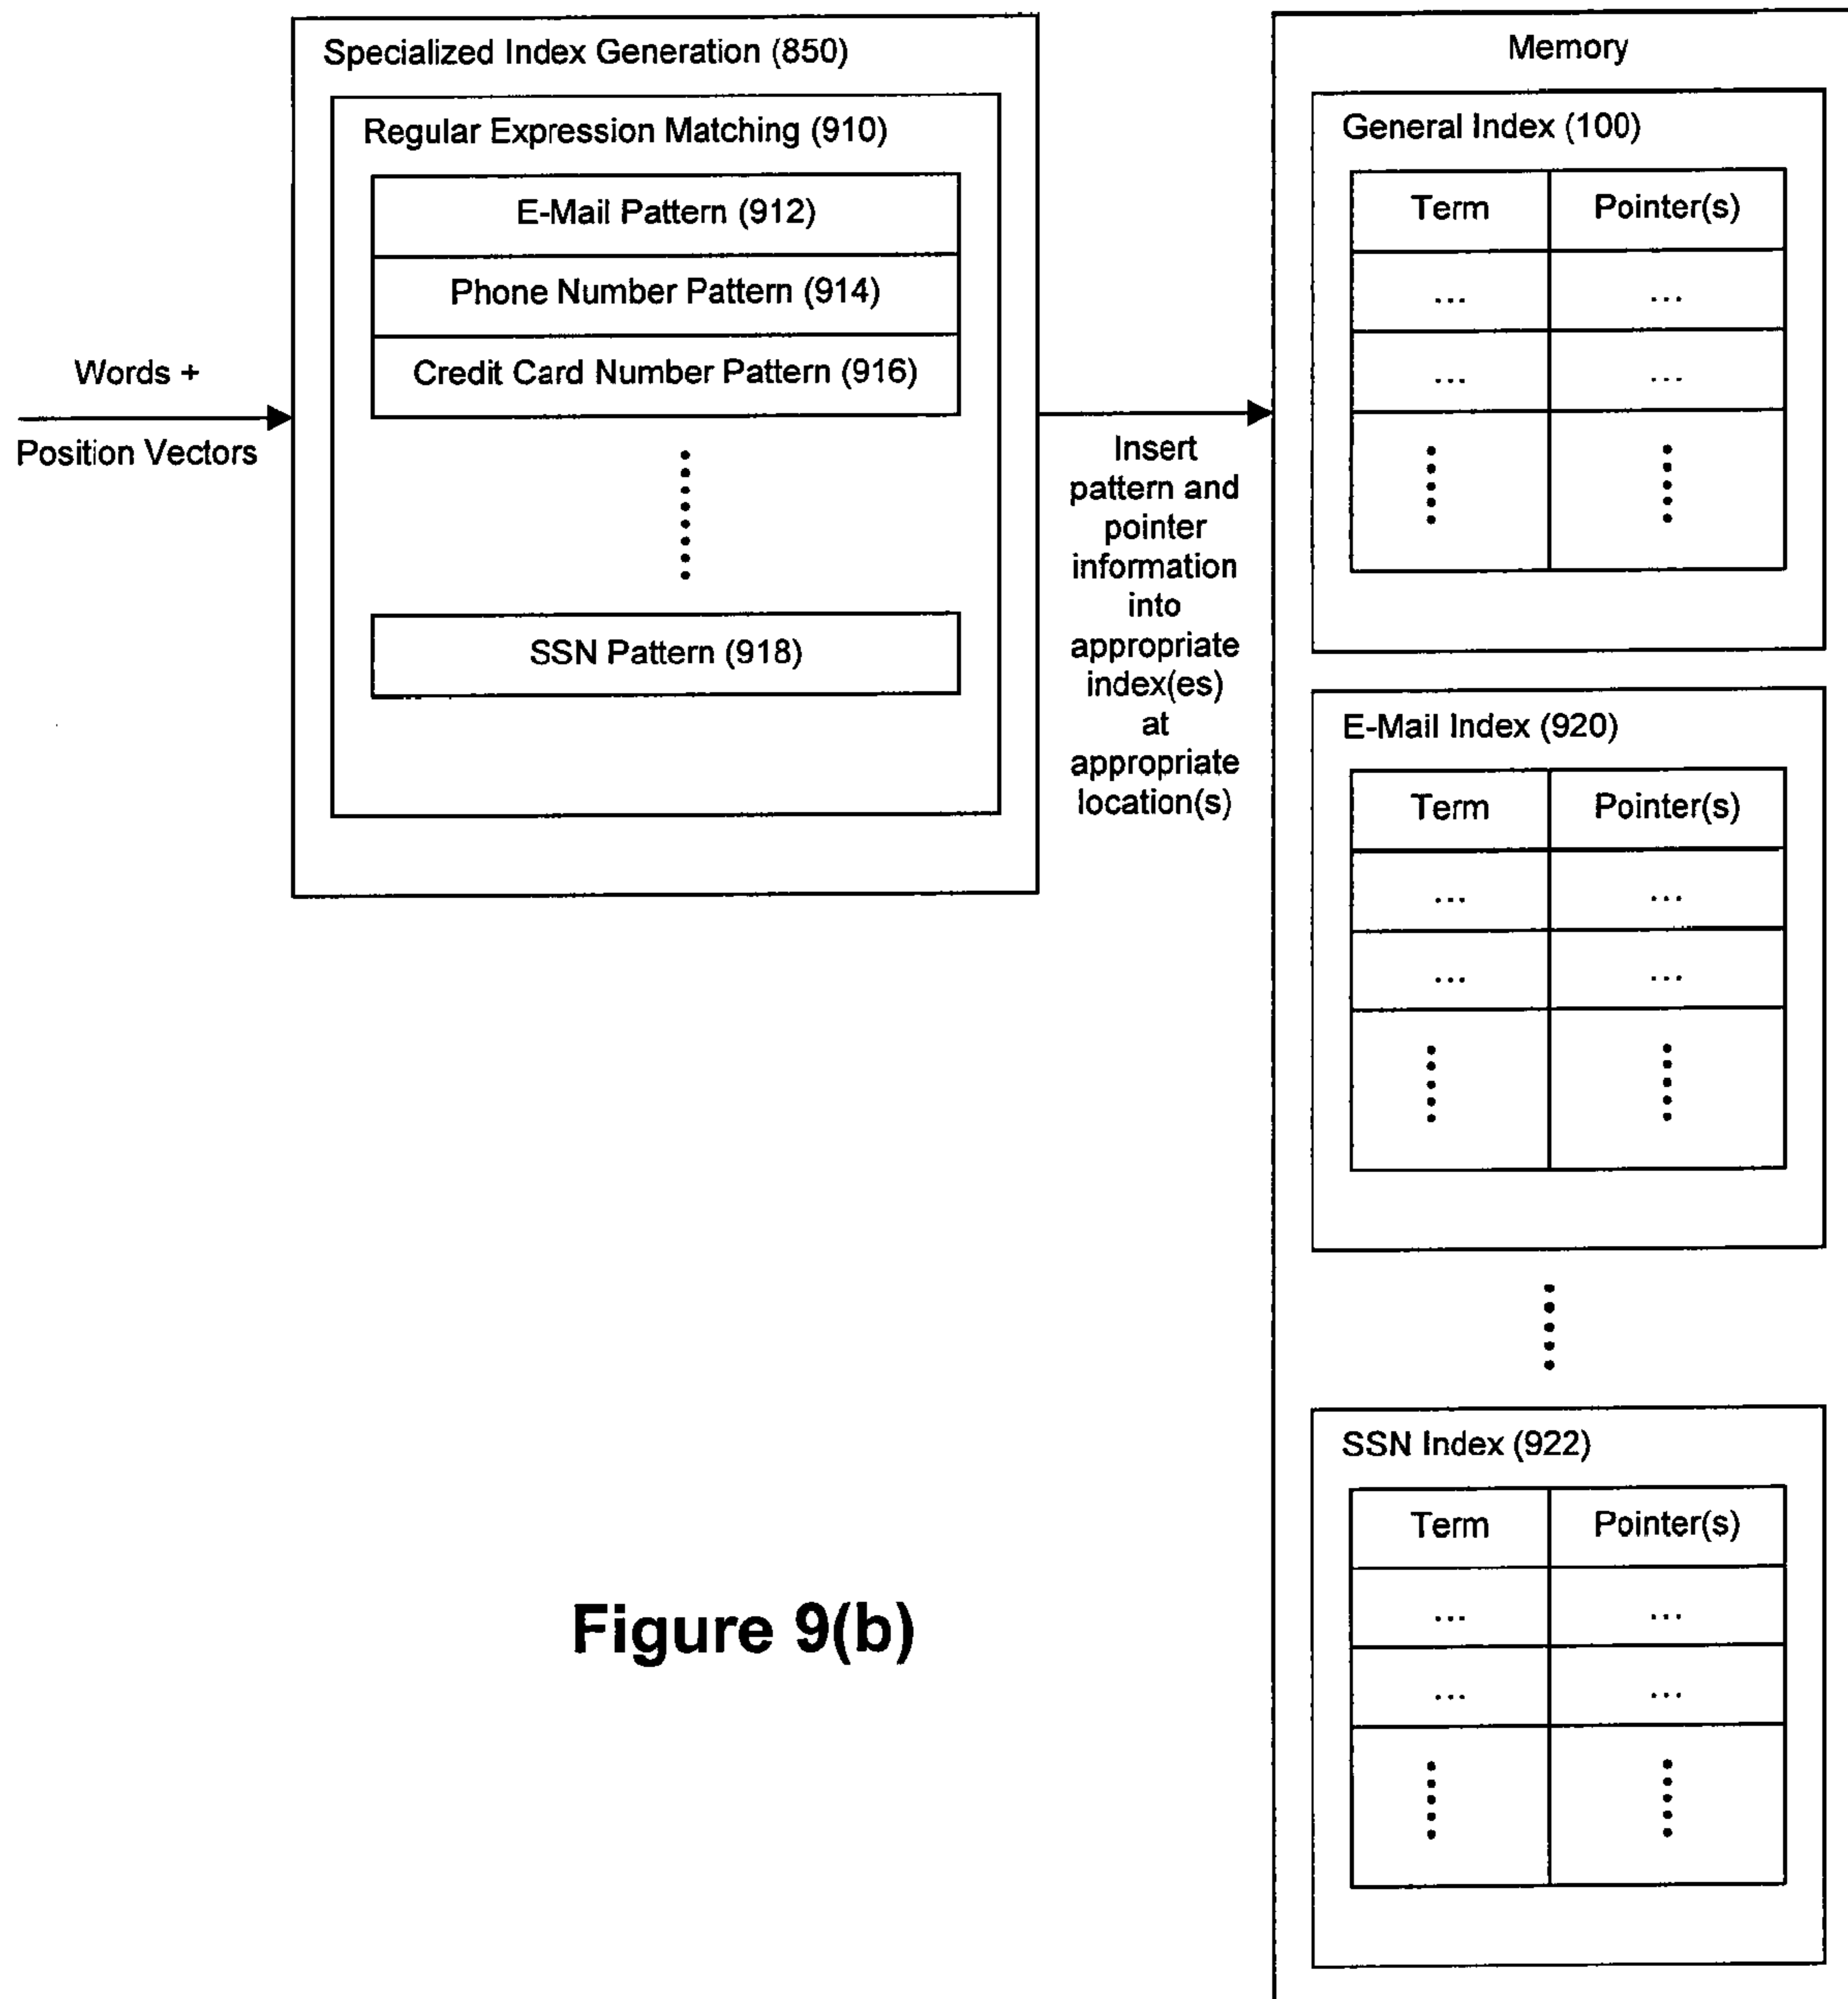 Words +
Position Vectors
Specialized Index Generation (850)
Regular Expression Matching (910)
E-Mail Pattern (912)
Phone Number Pattern (914)
Credit Card Number Pattern (916)
SSN Pattern (918)
Insert
pattern and
pointer
information
into
appropriate
index(es)
at
appropriate
location(s)
Memory
General Index (100)
Term Pointer(s)
... ...
... ...
E-Mail Index (920)
Term Pointer(s)
... ...
... ...
SSN Index (922)
Term Pointer(s)
... ...
... ...
Figure 9(b)